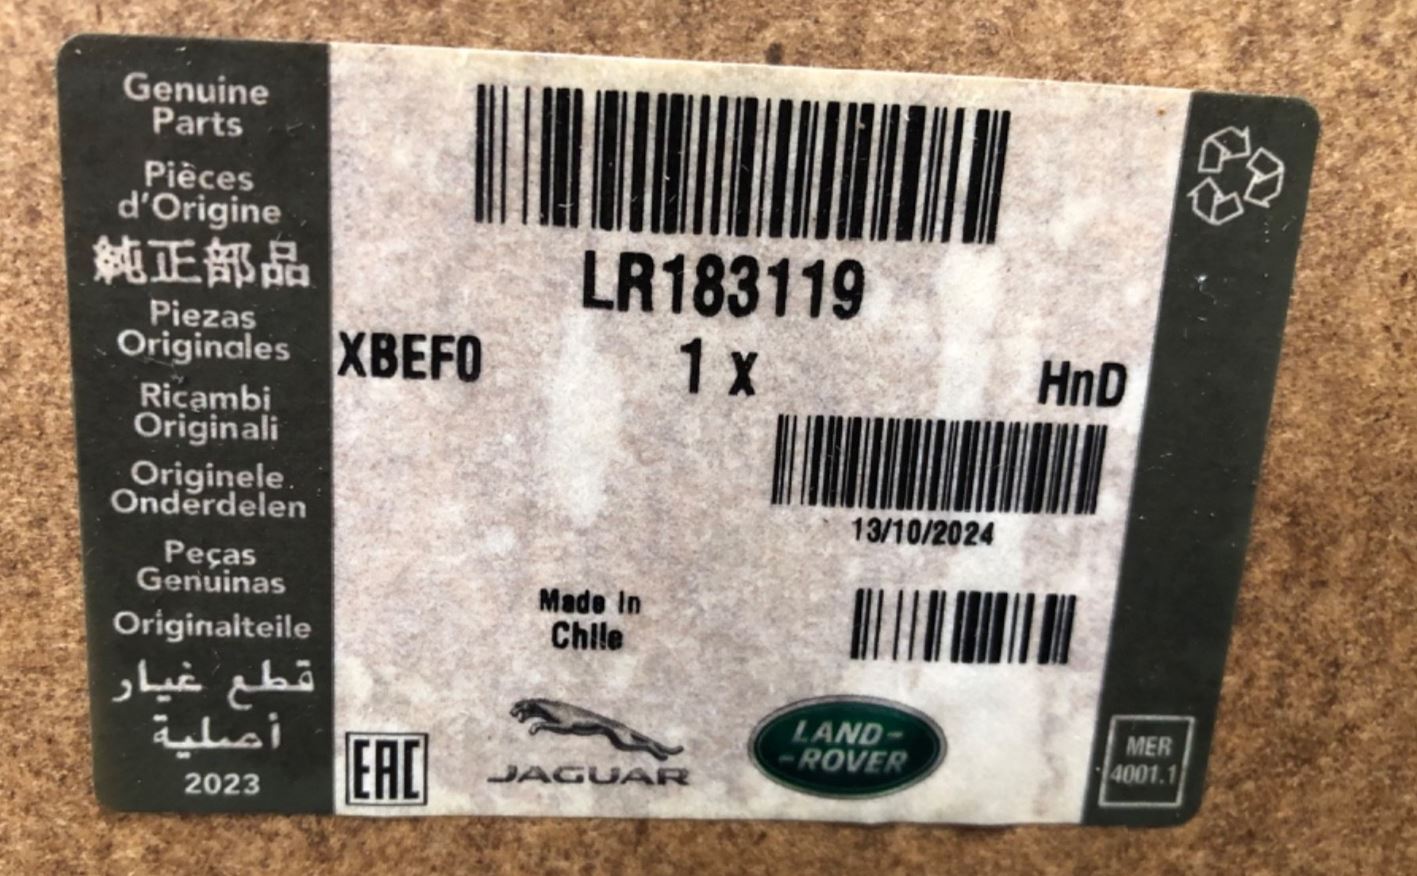 Genuine
Parts
Pièces
d'Origine
純正部品
Piezas
Originales
Ricambi
Originali
Originele
Onderdelen
Peças
Genuinas
Originalteile
قطع غيار
أصلية
2023
LR183119
XBEF0 1 x HnD
13/10/2024
Made In
Chile
EAC
JAGUAR
LAND-
-ROVER
MER
4001.1